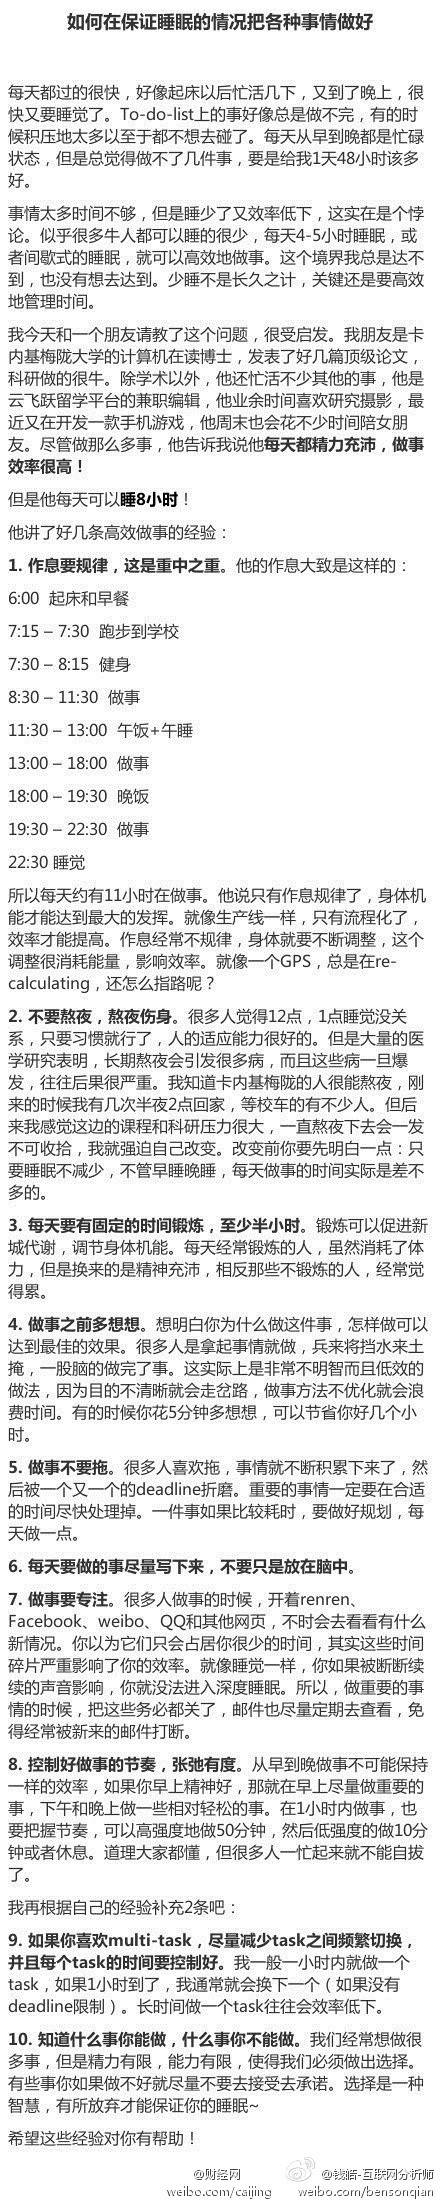 如何在保证睡眠的情况把各种事情做好
每天都过的很快，好像起床以后忙活几下，又到了晚上，很
快又要睡觉了。To-do-list上的事好像总是做不完，有的时
候积压地太多以至于都不想去碰了。每天从早到晚都是忙碌
状态，但是总觉得做不了几件事，要是给我1天48小时该多
好。
事情太多时间不够，但是睡少了又效率低下，这实在是个悖
论。似乎很多牛人都可以睡的很少，每天4-5小时睡眠，或
者间歇式的睡眠，就可以高效地做事。这个境界我总是达不
到，也没有想去达到。少睡不是长久之计，关键还是要高效
地管理时间。
我今天和一个朋友请教了这个问题，很受启发。我朋友是卡
内基梅陇大学的计算机在读博士，发表了好几篇顶级论文，
科研做的很牛。除学术以外，他还忙活不少其他的事，他是
云飞跃留学平台的兼职编辑，他业余时间喜欢研究摄影，最
近又在开发一款手机游戏，他周末也会花不少时间陪女朋
友。尽管做那么多事，他告诉我说他每天都精力充沛，做事
效率很高！
但是他每天可以睡8小时！
他讲了好几条高效做事的经验：
1. 作息要规律，这是重中之重。他的作息大致是这样的：
6:00 起床和早餐
7:15 – 7:30 跑步到学校
7:30 – 8:15 健身
8:30 – 11:30 做事
11:30 – 13:00 午饭+午睡
13:00 – 18:00 做事
18:00 – 19:30 晚饭
19:30 – 22:30 做事
22:30 睡觉
所以每天约有11小时在做事。他说只有作息规律了，身体机
能才能达到最大的发挥。就像生产线一样，只有流程化了，
效率才能提高。作息经常不规律，身体就要不断调整，这个
调整很消耗能量，影响效率。就像一个GPS，总是在re-
calculating，还怎么指路呢？
2. 不要熬夜，熬夜伤身。很多人觉得12点，1点睡觉没关
系，只要习惯就行了，人的适应能力很好的。但是大量的医
学研究表明，长期熬夜会引发很多病，而且这些病一旦爆
发，往往后果很严重。我知道卡内基梅陇的人很能熬夜，刚
来的时候我有几次半夜2点回家，等校车的有不少人。但后
来我感觉这边的课程和科研压力很大，一直熬夜下去会一发
不可收拾，我就强迫自己改变。改变前你要先明白一点：只
要睡眠不减少，不管早睡晚睡，每天做事的时间实际是差不
多的。
3. 每天要有固定的时间锻炼，至少半小时。锻炼可以促进新
城代谢，调节身体机能。每天经常锻炼的人，虽然消耗了体
力，但是换来的是精神充沛，相反那些不锻炼的人，经常觉
得累。
4. 做事之前多想想。想明白你为什么做这件事，怎样做可以
达到最佳的效果。很多人是拿起事情就做，兵来将挡水来土
掩，一股脑的做完了事。这实际上是非常不明智而且低效的
做法，因为目的不清晰就会走岔路，做事方法不优化就会浪
费时间。有的时候你花5分钟多想想，可以节省你好几个小
时。
5. 做事不要拖。很多人喜欢拖，事情就不断积累下来了，然
后被一个又一个的deadline折磨。重要的事情一定要在合适
的时间尽快处理掉。一件事如果比较耗时，要做好规划，每
天做一点。
6. 每天要做的事尽量写下来，不要只是放在脑中。
7. 做事要专注。很多人做事的时候，开着renren、
Facebook、weibo、QQ和其他网页，不时会去看看有什么
新情况。你以为它们只会占居你很少的时间，其实这些时间
碎片严重影响了你的效率。就像睡觉一样，你如果被断断续
续的声音影响，你就没法进入深度睡眠。所以，做重要的事
情的时候，把这些务必都关了，邮件也尽量定期去查看，免
得经常被新来的邮件打断。
8. 控制好做事的节奏，张弛有度。从早到晚做事不可能保持
一样的效率，如果你早上精神好，那就在早上尽量做重要的
事，下午和晚上做一些相对轻松的事。在1小时内做事，也
要把握节奏，可以高强度地做50分钟，然后低强度的做10分
钟或者休息。道理大家都懂，但很多人一忙起来就不能自拔
了。
我再根据自己的经验补充2条吧：
9. 如果你喜欢multi-task，尽量减少task之间频繁切换，
并且每个task的时间要控制好。我一般一小时内就做一个
task，如果1小时到了，我通常就会换下一个（如果没有
deadline限制）。长时间做一个task往往会效率低下。
10. 知道什么事你能做，什么事你不能做。我们经常想做很
多事，但是精力有限，能力有限，使得我们必须做出选择。
有些事你如果做不好就尽量不要去接受去承诺。选择是一种
智慧，有所放弃才能保证你的睡眠~
希望这些经验对你有帮助！
@财经网
weibo.com/caijing
@钱皓-互联网分析师
weibo.com/bensonqian